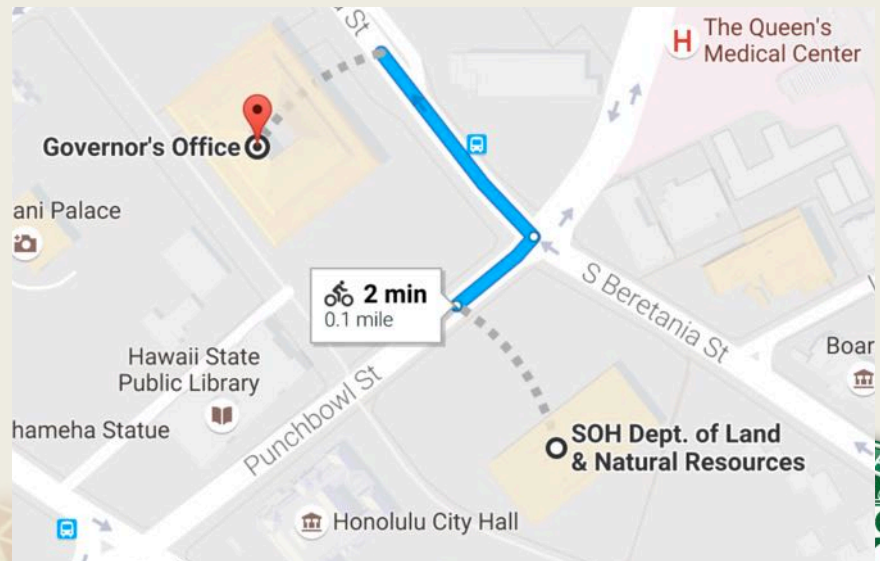 St
H
The Queen's
Medical Center
Governor's Office
ani Palace
2 min
0.1 mile
S Beretania St
Boar
Hawaii State
Public Library
hameha Statue
Punchbowl St
SOH Dept. of Land
& Natural Resources
Honolulu City Hall